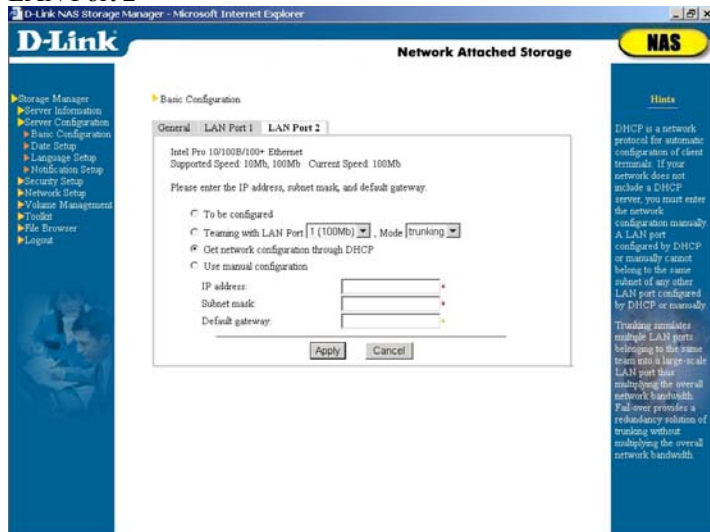 LAN Port 2
D-Link NAS Storage Manager - Microsoft Internet Explorer
D-Link
Network Attached Storage
NAS
Storage Manager
Server Information
Server Configuration
Basic Configuration
Date Setup
Language Setup
Notification Setup
Security Setup
Network Setup
Volume Management
Toolkit
File Browser
Logout
Basic Configuration
General LAN Port 1 LAN Port 2
Intel Pro 10/100B/100+ Ethernet
Supported Speed: 10Mb, 100Mb Current Speed: 100Mb
Please enter the IP address, subnet mask, and default gateway.
To be configured
Teaming with LAN Port 1 (100Mb) , Mode trunking
Get network configuration through DHCP
Use manual configuration
IP address: *
Subnet mask: *
Default gateway: *
Apply Cancel
Hints
DHCP is a network
protocol for automatic
configuration of client
terminals. If your
network does not
include a DHCP
server, you must enter
the network
configuration manually.
A LAN port
configured by DHCP
or manually cannot
belong to the same
subnet of any other
LAN port configured
by DHCP or manually.
Trunking simulates
multiple LAN ports
belonging to the same
team into a large-scale
LAN port thus
multiplying the overall
network bandwidth.
Fail-over provides a
redundancy solution of
trunking without
multiplying the overall
network bandwidth.